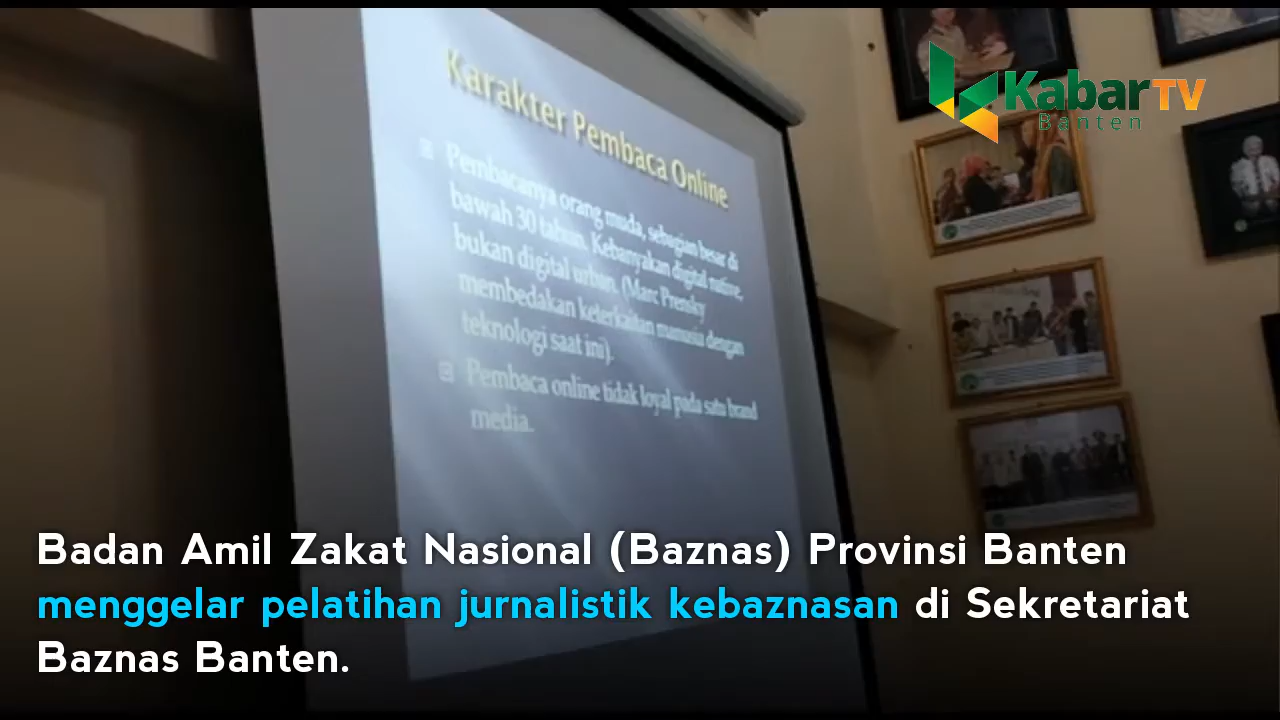 KabarTV
Banten
Karakter Pembaca Online
Pembacanya orang muda, sebagian besar di
bawah 30 tahun. Kebanyakan digital native,
bukan digital urban. (Marc Prensky
membedakan keterkaitan manusia dengan
teknologi saat ini).
Pembaca online tidak loyal pada satu brand
media.
Badan Amil Zakat Nasional (Baznas) Provinsi Banten
menggelar pelatihan jurnalistik kebaznasan di Sekretariat
Baznas Banten.